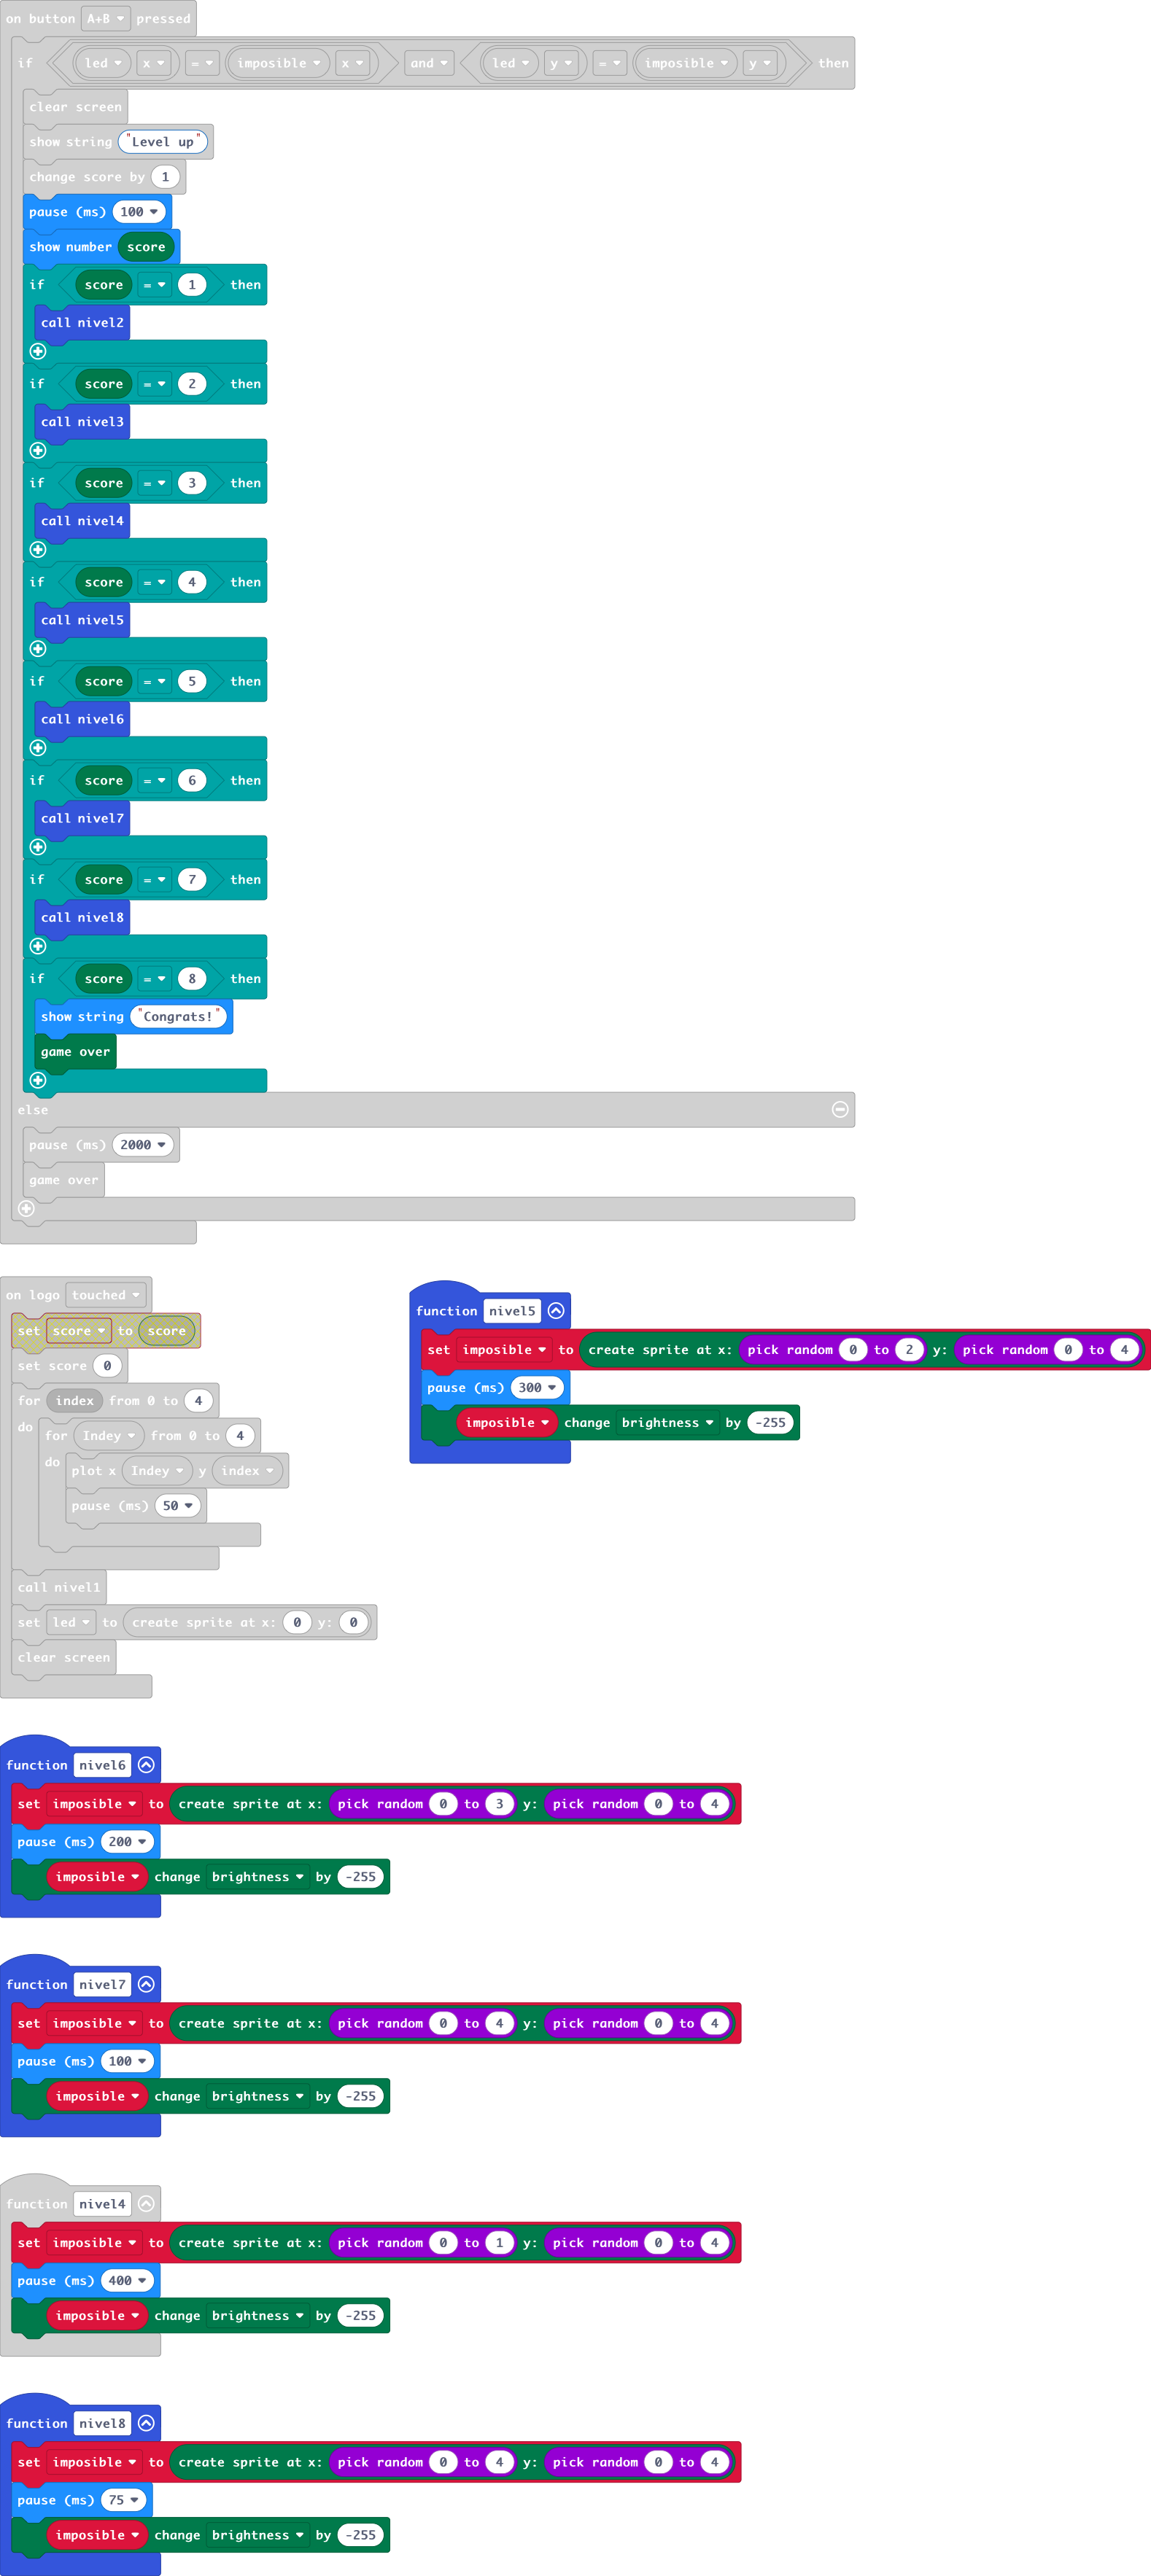 on button A+B pressed
if led x = imposible x and led y = imposible y then
clear screen
show string "Level up"
change score by 1
pause (ms) 100
show number score
if score = 1 then
call nivel2
if score = 2 then
call nivel3
if score = 3 then
call nivel4
if score = 4 then
call nivel5
if score = 5 then
call nivel6
if score = 6 then
call nivel7
if score = 7 then
call nivel8
if score = 8 then
show string "Congrats!"
game over
else
pause (ms) 2000
game over
on logo touched
set score to score
set score 0
for index from 0 to 4
do for Indey from 0 to 4
do plot x Indey y index
pause (ms) 50
call nivel1
set led to create sprite at x: 0 y: 0
clear screen
function nivel5
set imposible to create sprite at x: pick random 0 to 2 y: pick random 0 to 4
pause (ms) 300
imposible change brightness by -255
function nivel6
set imposible to create sprite at x: pick random 0 to 3 y: pick random 0 to 4
pause (ms) 200
imposible change brightness by -255
function nivel7
set imposible to create sprite at x: pick random 0 to 4 y: pick random 0 to 4
pause (ms) 100
imposible change brightness by -255
function nivel4
set imposible to create sprite at x: pick random 0 to 1 y: pick random 0 to 4
pause (ms) 400
imposible change brightness by -255
function nivel8
set imposible to create sprite at x: pick random 0 to 4 y: pick random 0 to 4
pause (ms) 75
imposible change brightness by -255